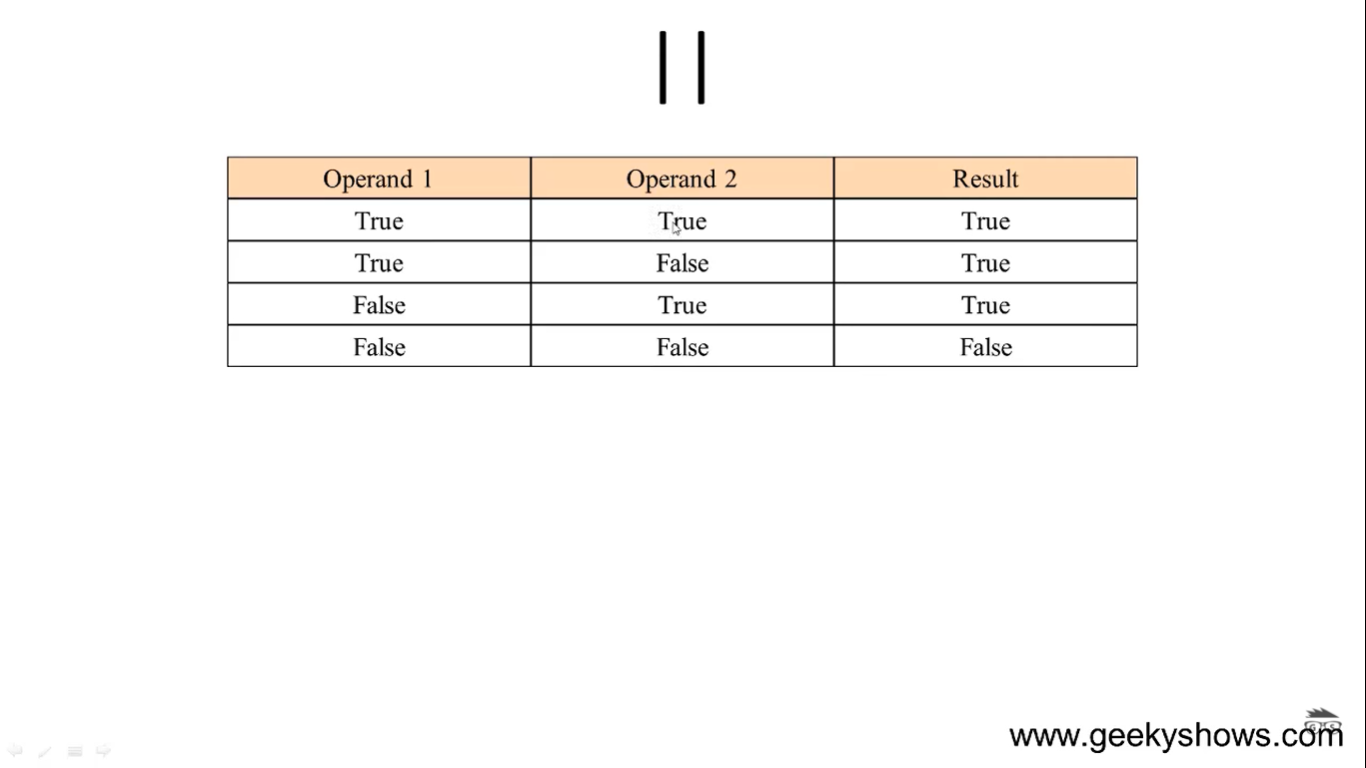 ||
Operand 1 Operand 2 Result
True True True
True False True
False True True
False False False
www.geekyshows.com